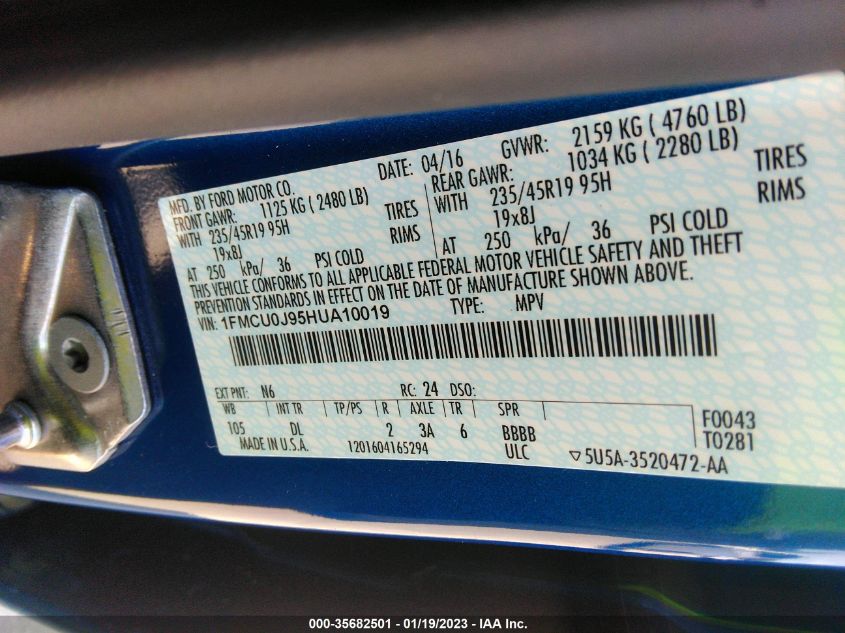 MFD. BY FORD MOTOR CO. DATE: 04/16 GVWR: 2159 KG ( 4760 LB)
FRONT GAWR: 1125 KG ( 2480 LB) REAR GAWR: 1034 KG ( 2280 LB)
WITH 235/45R19 95H TIRES WITH 235/45R19 95H TIRES
19x8J RIMS 19x8J RIMS
AT 250 kPa/ 36 PSI COLD AT 250 kPa/ 36 PSI COLD
THIS VEHICLE CONFORMS TO ALL APPLICABLE FEDERAL MOTOR VEHICLE SAFETY AND THEFT
PREVENTION STANDARDS IN EFFECT ON THE DATE OF MANUFACTURE SHOWN ABOVE.
VIN: 1FMCU0J95HUA10019 TYPE: MPV
EXT PNT: N6 RC: 24 DSO:
WB INT TR TP/PS R AXLE TR SPR
105 DL 2 3A 6 BBBB
F0043
T0281
MADE IN U.S.A. 1201604165294 ULC ▽5U5A-3520472-AA
000-35682501 - 01/19/2023 - IAA Inc.